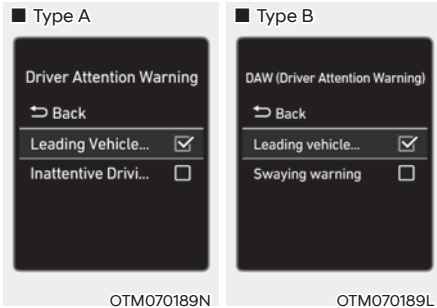 ■ Type A
Driver Attention Warning
Back
Leading Vehicle...
Inattentive Drivi...
OTM070189N
■ Type B
DAW (Driver Attention Warning)
Back
Leading vehicle...
Swaying warning
OTM070189L